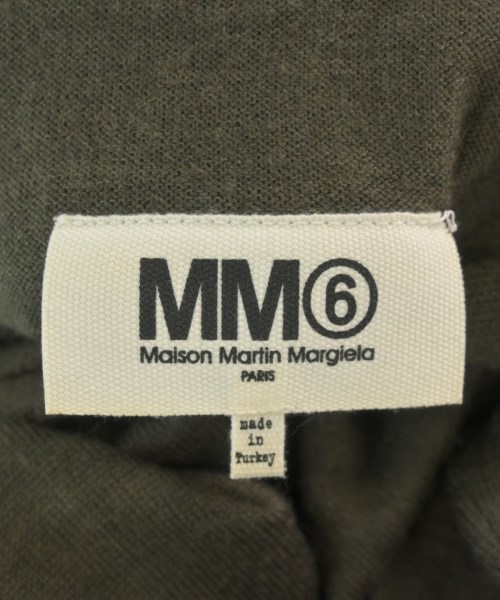 MM⑥
Maison Martin Margiela
PARIS
made
in
Turkey